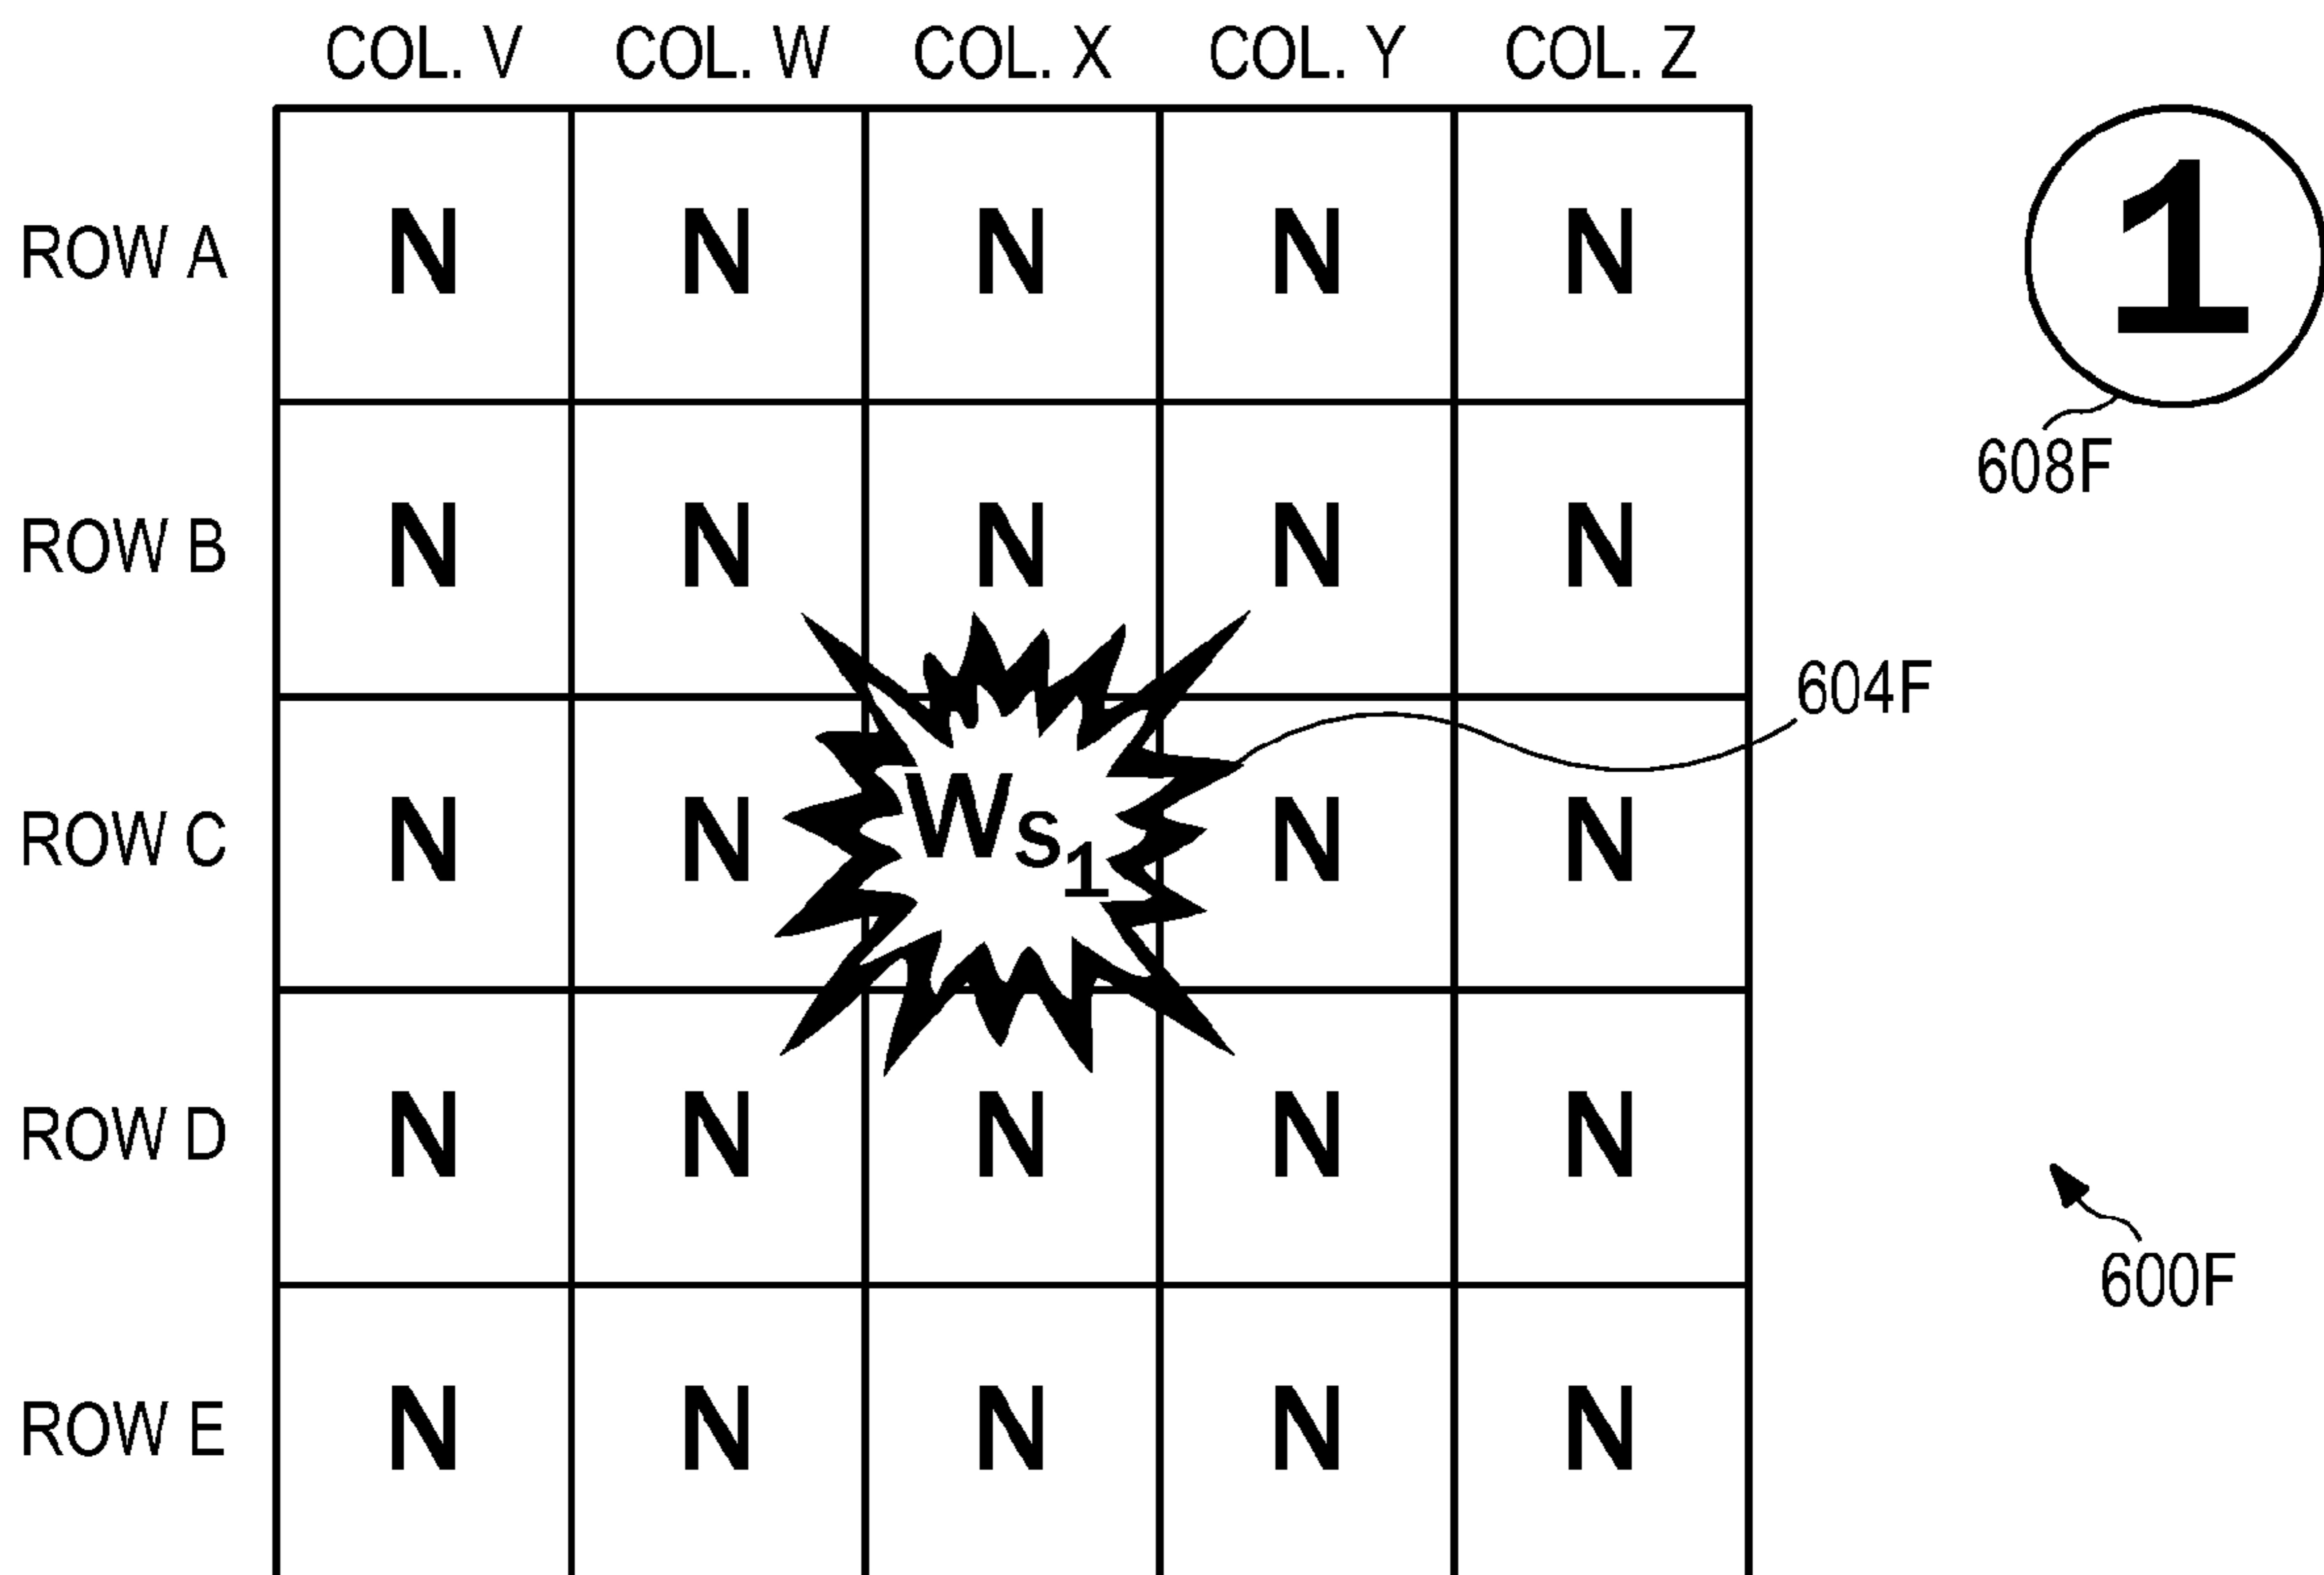 COL. V COL. W COL. X COL. Y COL. Z
ROW A N N N N N 1
608F
ROW B N N N N N
604F
ROW C N N WS1 N N
ROW D N N N N N
600F
ROW E N N N N N